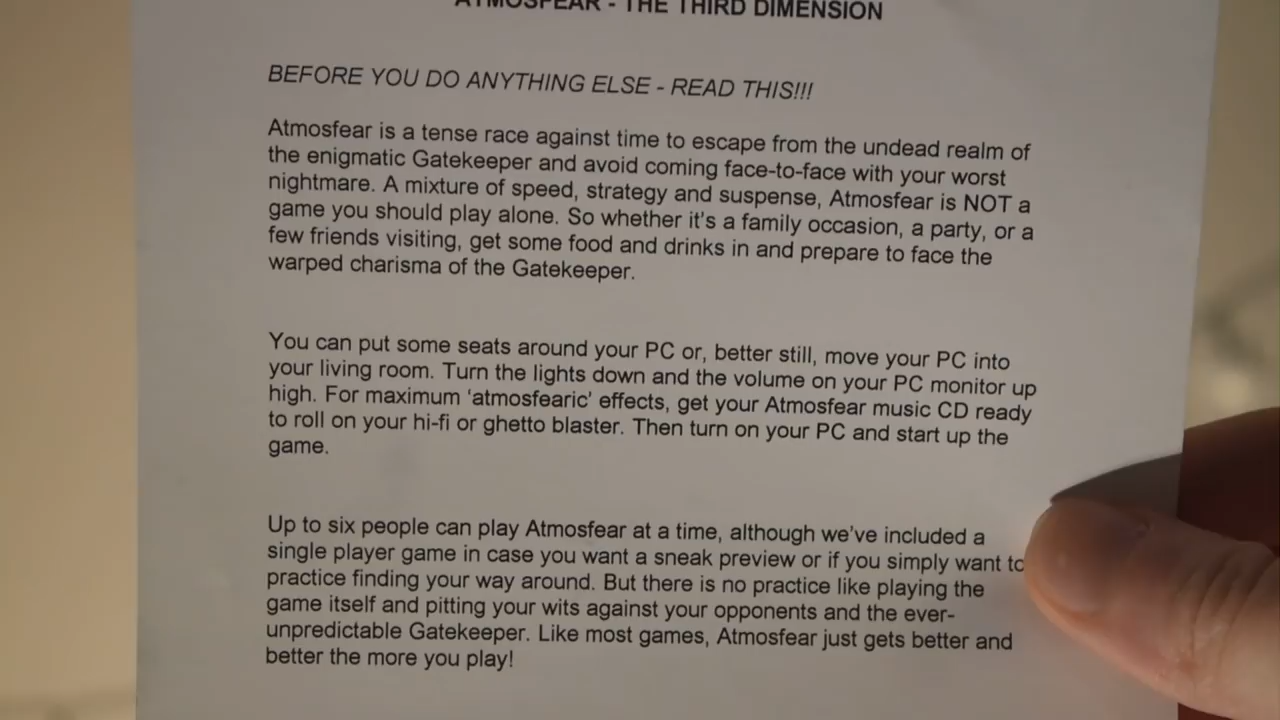 ATMOSFEAR - THE THIRD DIMENSION
BEFORE YOU DO ANYTHING ELSE - READ THIS!!!
Atmosfear is a tense race against time to escape from the undead realm of
the enigmatic Gatekeeper and avoid coming face-to-face with your worst
nightmare. A mixture of speed, strategy and suspense, Atmosfear is NOT a
game you should play alone. So whether it's a family occasion, a party, or a
few friends visiting, get some food and drinks in and prepare to face the
warped charisma of the Gatekeeper.
You can put some seats around your PC or, better still, move your PC into
your living room. Turn the lights down and the volume on your PC monitor up
high. For maximum 'atmosfearic' effects, get your Atmosfear music CD ready
to roll on your hi-fi or ghetto blaster. Then turn on your PC and start up the
game.
Up to six people can play Atmosfear at a time, although we've included a
single player game in case you want a sneak preview or if you simply want to
practice finding your way around. But there is no practice like playing the
game itself and pitting your wits against your opponents and the ever-
unpredictable Gatekeeper. Like most games, Atmosfear just gets better and
better the more you play!